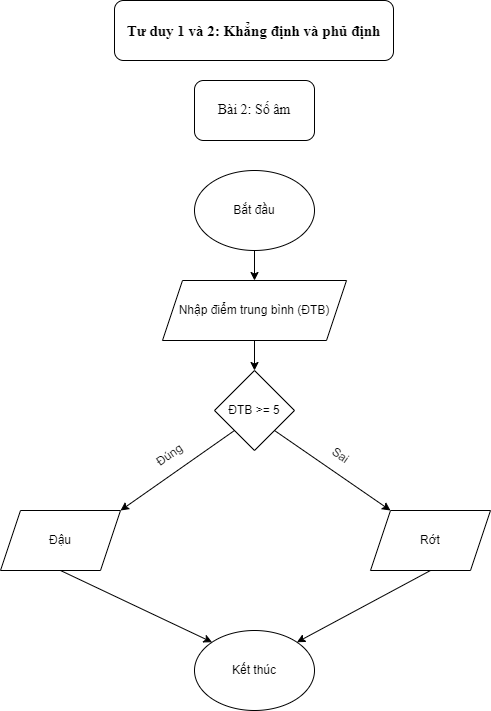 Tư duy 1 và 2: Khẳng định và phủ định
Bài 2: Số âm
Bắt đầu
Nhập điểm trung bình (ĐTB)
ĐTB >= 5
Đúng
Sai
Đậu
Rớt
Kết thúc